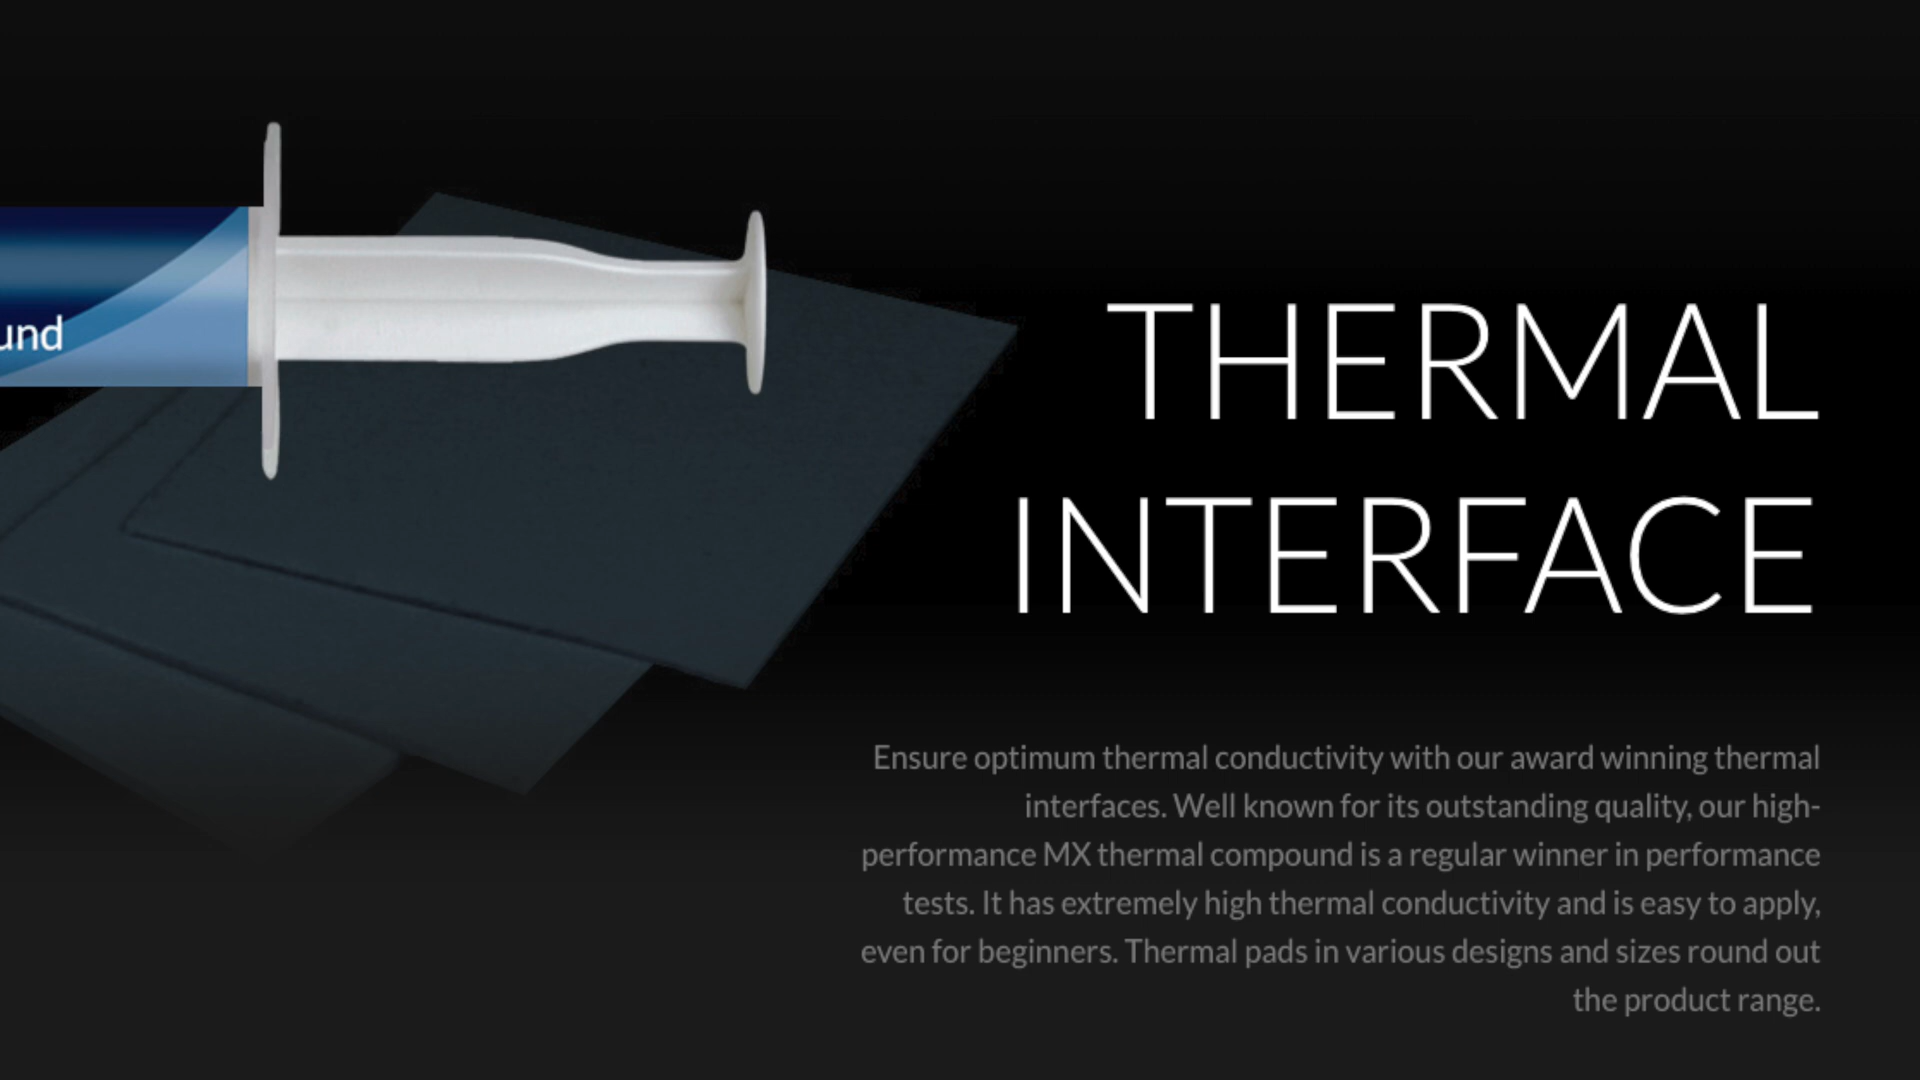 und
THERMAL
INTERFACE
Ensure optimum thermal conductivity with our award winning thermal
interfaces. Well known for its outstanding quality, our high-
performance MX thermal compound is a regular winner in performance
tests. It has extremely high thermal conductivity and is easy to apply,
even for beginners. Thermal pads in various designs and sizes round out
the product range.